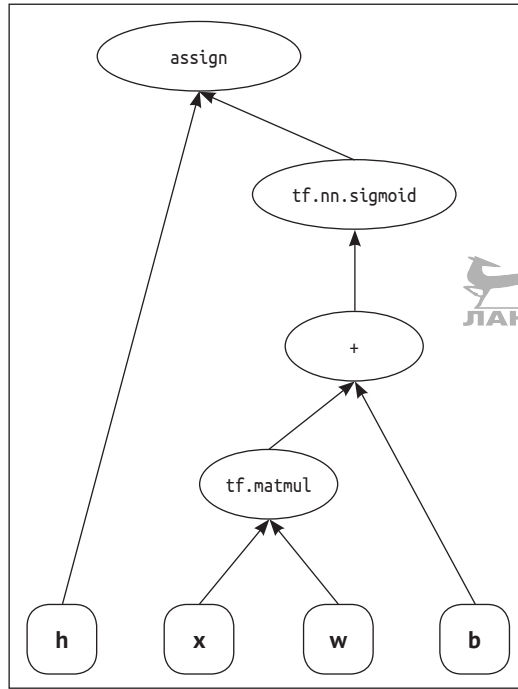 assign
tf.nn.sigmoid
+
tf.matmul
h x w b